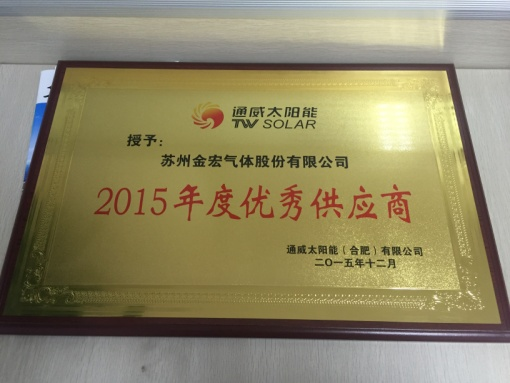 通威太阳能
TW SOLAR
授予：
苏州金宏气体股份有限公司
2015年度优秀供应商
通威太阳能（合肥）有限公司
二〇一五年十二月